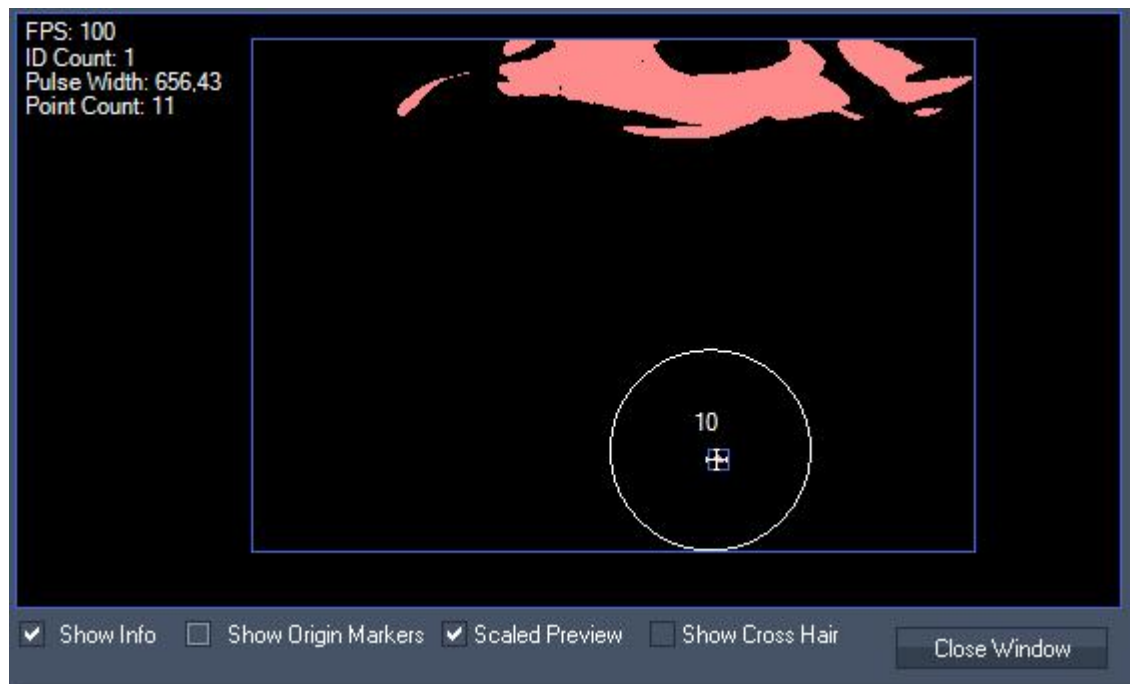 FPS: 100
ID Count: 1
Pulse Width: 656,43
Point Count: 11
10
Show Info
Show Origin Markers
Scaled Preview
Show Cross Hair
Close Window